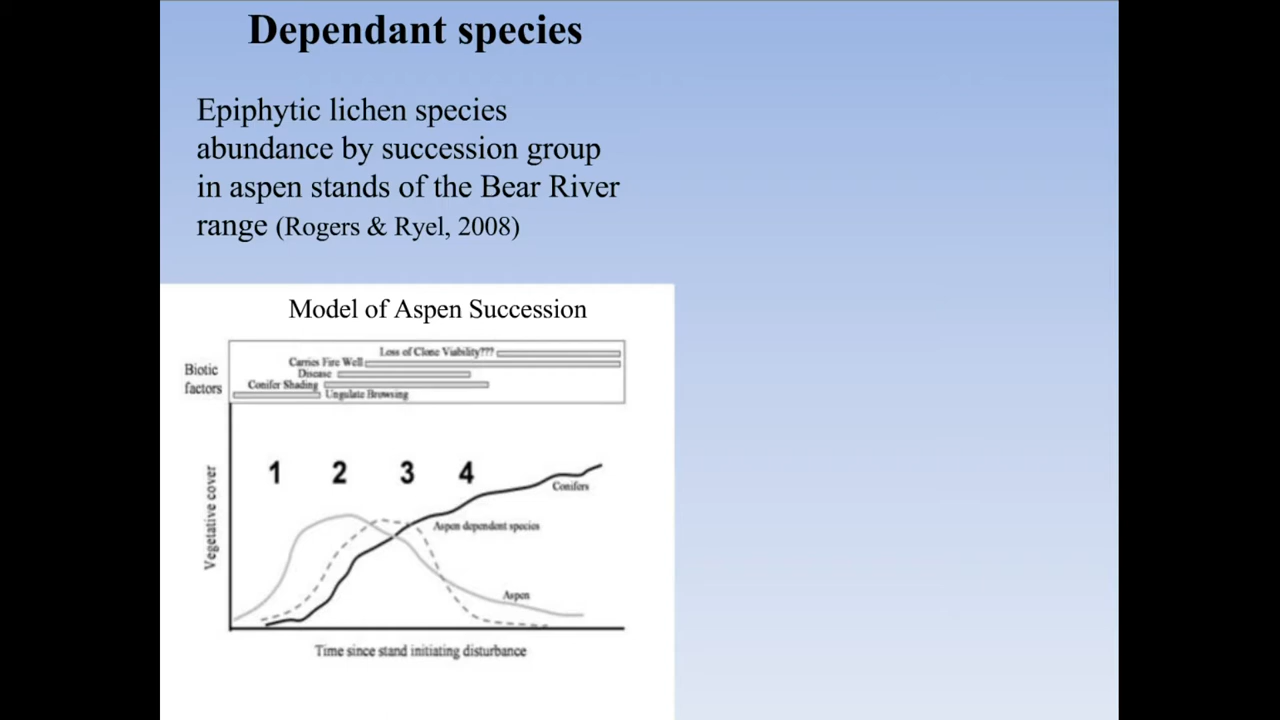 Dependant species
Epiphytic lichen species
abundance by succession group
in aspen stands of the Bear River
range (Rogers & Ryel, 2008)
Model of Aspen Succession
Biotic
factors
Loss of Clone Viability???
Carries Fire Well
Disease
Conifer Shading
Ungulate Browsing
Vegetative cover
1 2 3 4
Conifers
Aspen dependent species
Aspen
Time since stand initiating disturbance